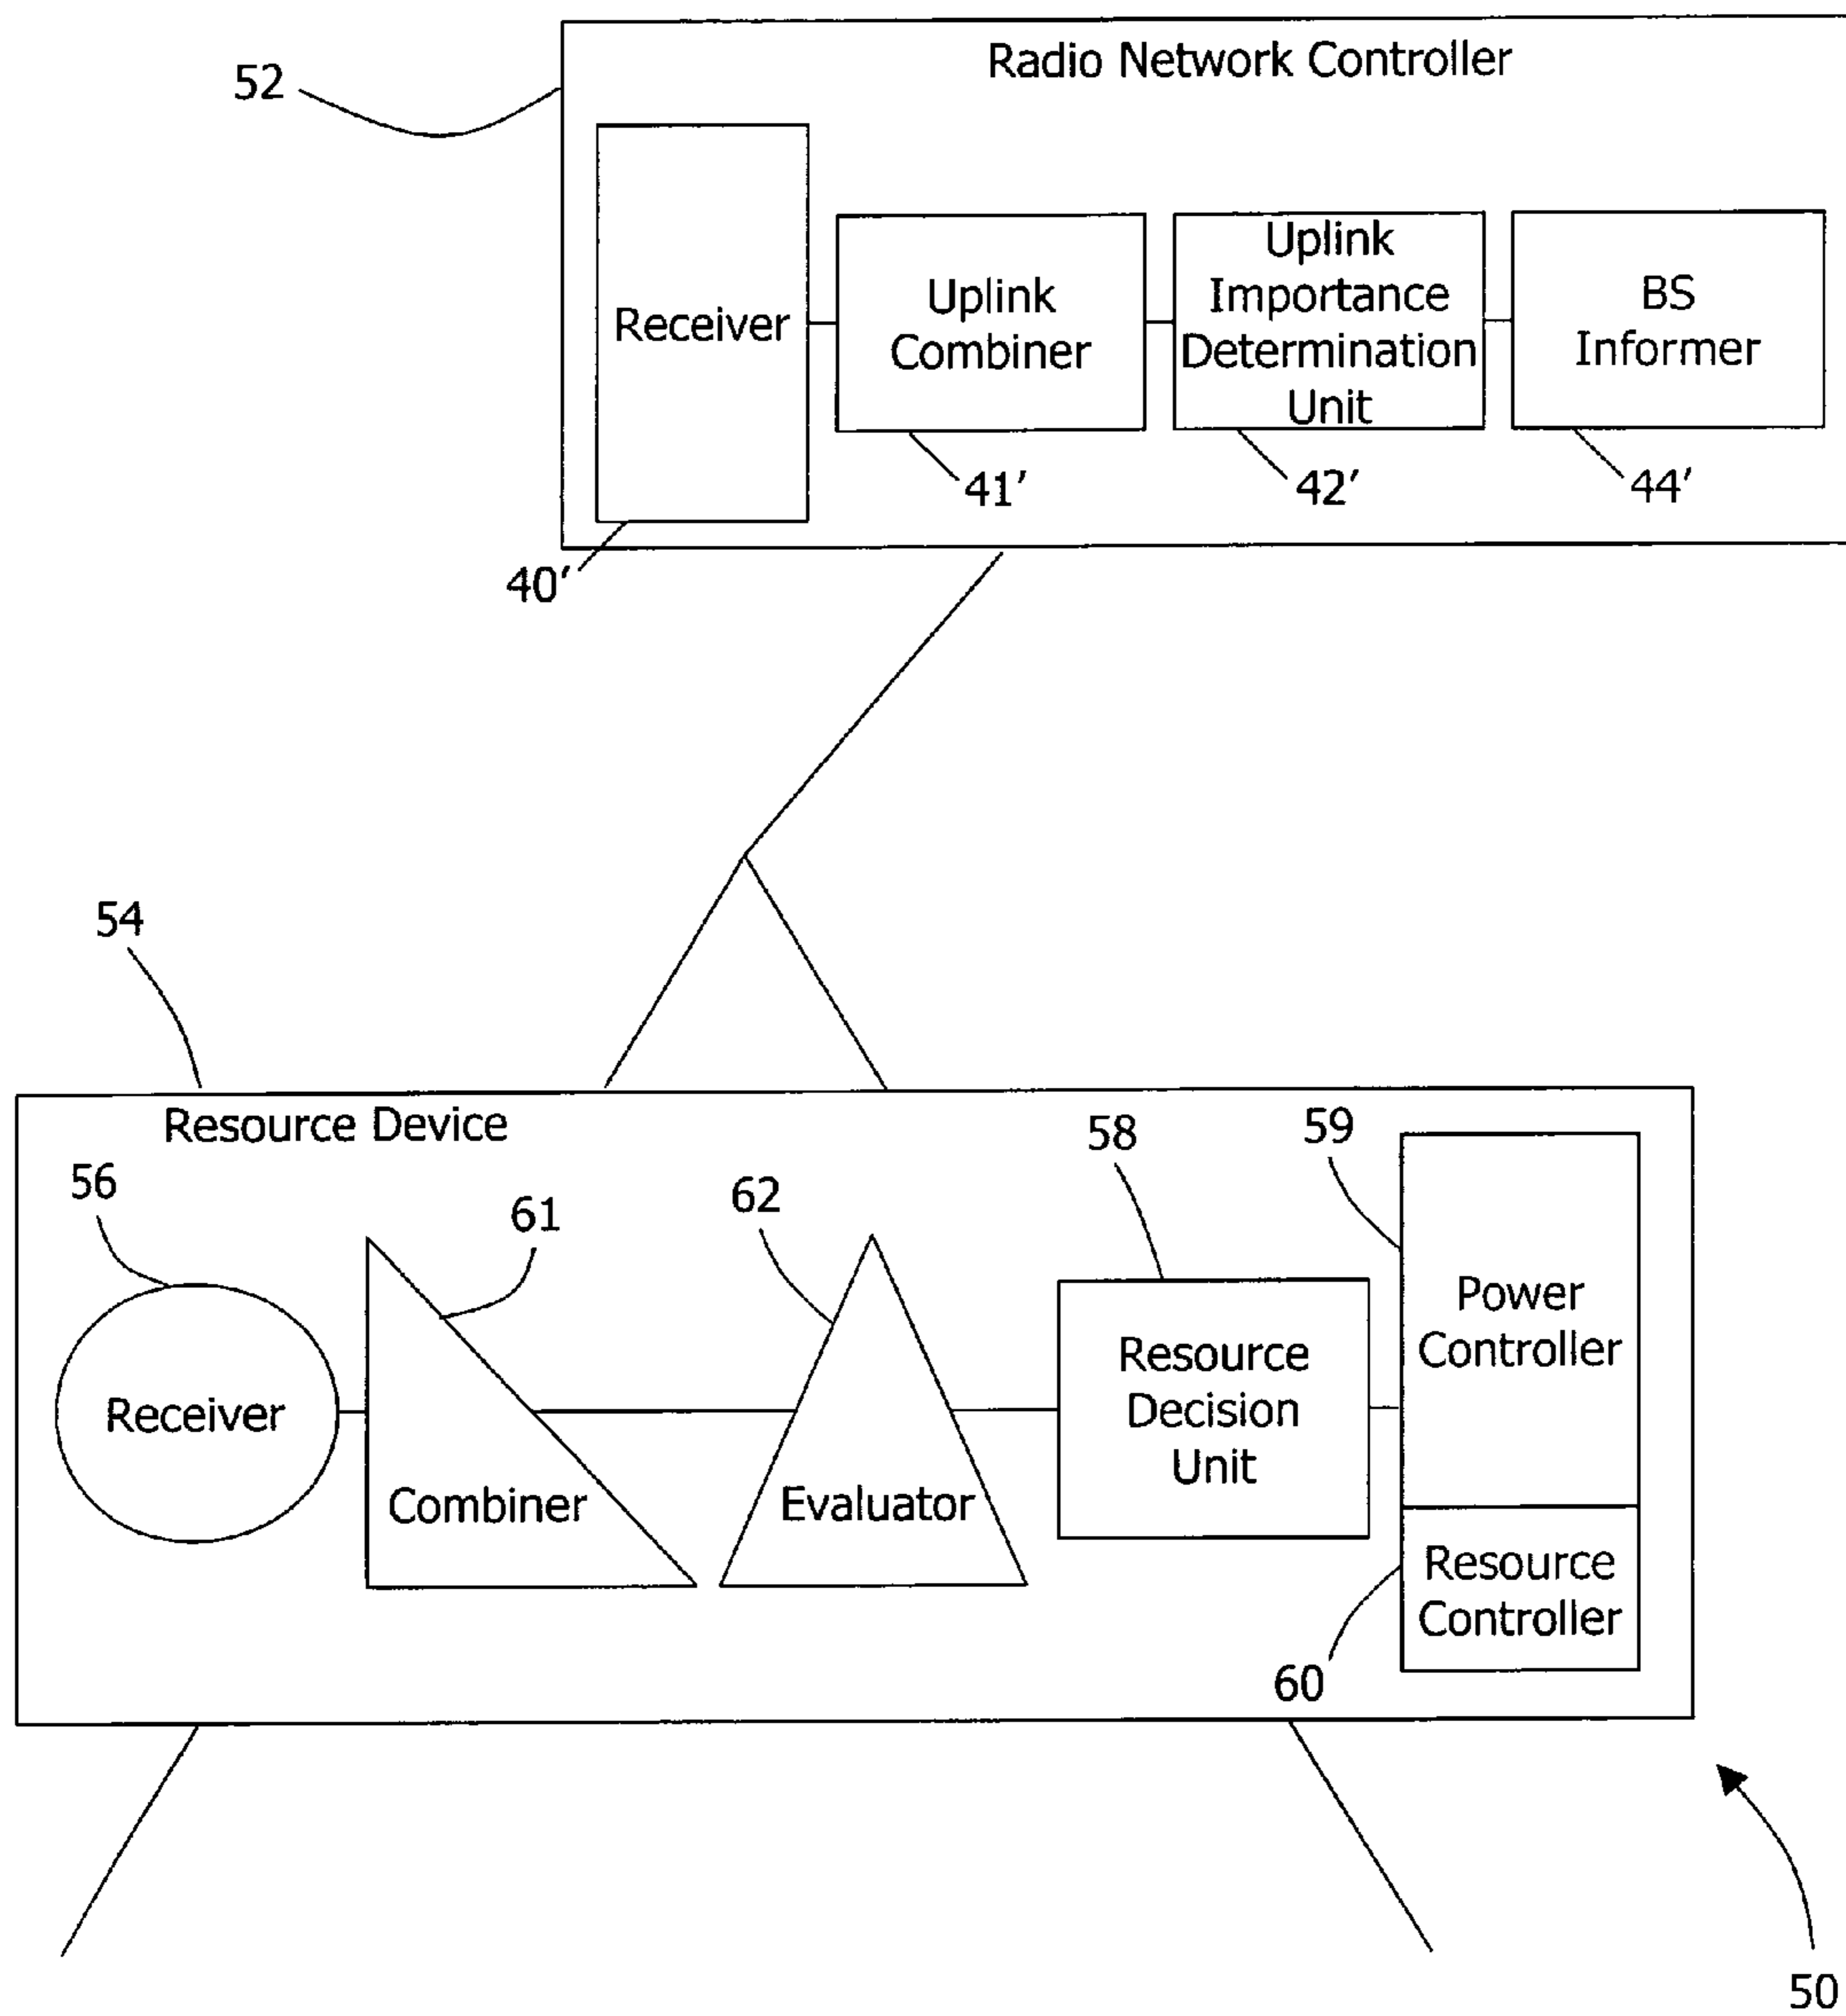 Radio Network Controller
52
Receiver
Uplink
Combiner
Uplink
Importance
Determination
Unit
BS
Informer
41'
42'
44'
40'
54
Resource Device
56
61
62
58
59
Receiver
Combiner
Evaluator
Resource
Decision
Unit
Power
Controller
Resource
Controller
60
50